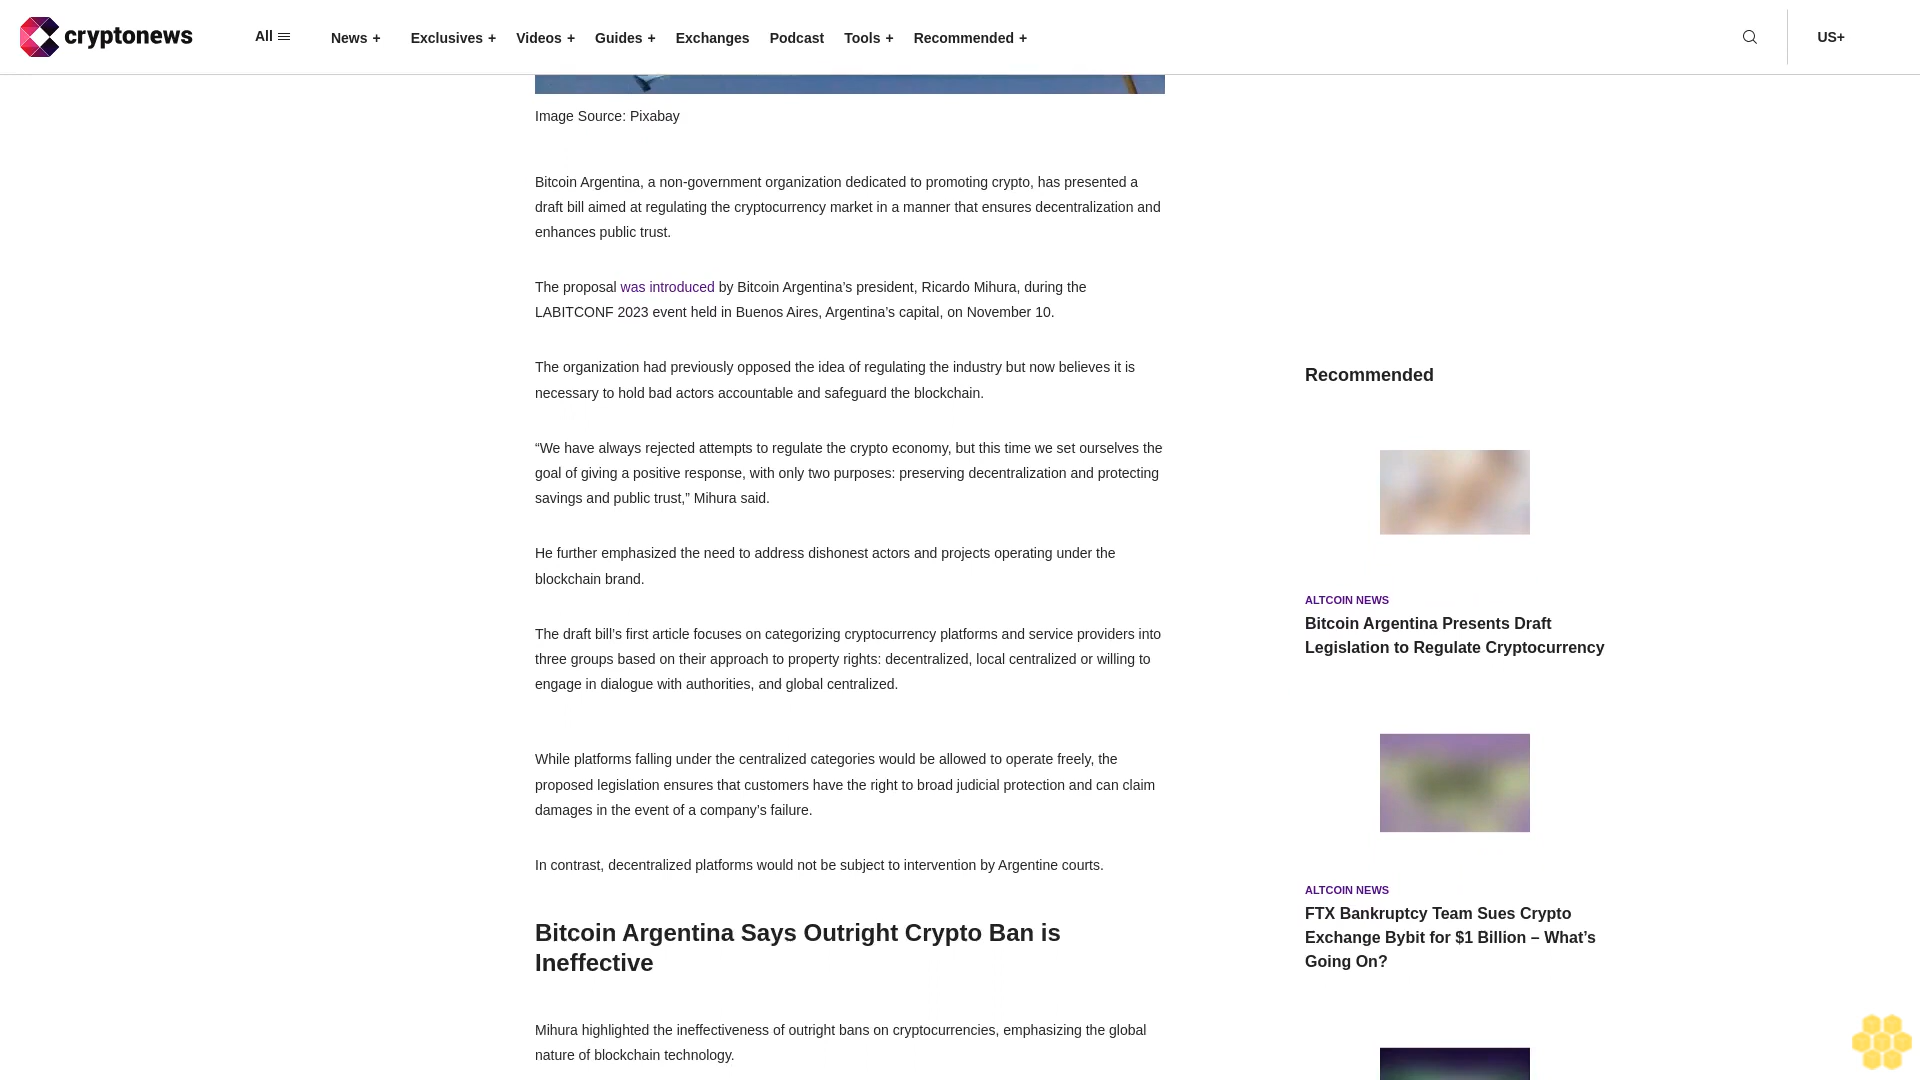 cryptonews
All
News +
Exclusives +
Videos +
Guides +
Exchanges
Podcast
Tools +
Recommended +
US+
Image Source: Pixabay
Bitcoin Argentina, a non-government organization dedicated to promoting crypto, has presented a
draft bill aimed at regulating the cryptocurrency market in a manner that ensures decentralization and
enhances public trust.
The proposal was introduced by Bitcoin Argentina’s president, Ricardo Mihura, during the
LABITCONF 2023 event held in Buenos Aires, Argentina’s capital, on November 10.
The organization had previously opposed the idea of regulating the industry but now believes it is
necessary to hold bad actors accountable and safeguard the blockchain.
“We have always rejected attempts to regulate the crypto economy, but this time we set ourselves the
goal of giving a positive response, with only two purposes: preserving decentralization and protecting
savings and public trust,” Mihura said.
He further emphasized the need to address dishonest actors and projects operating under the
blockchain brand.
The draft bill’s first article focuses on categorizing cryptocurrency platforms and service providers into
three groups based on their approach to property rights: decentralized, local centralized or willing to
engage in dialogue with authorities, and global centralized.
While platforms falling under the centralized categories would be allowed to operate freely, the
proposed legislation ensures that customers have the right to broad judicial protection and can claim
damages in the event of a company’s failure.
In contrast, decentralized platforms would not be subject to intervention by Argentine courts.
Bitcoin Argentina Says Outright Crypto Ban is
Ineffective
Mihura highlighted the ineffectiveness of outright bans on cryptocurrencies, emphasizing the global
nature of blockchain technology.
Recommended
ALTCOIN NEWS
Bitcoin Argentina Presents Draft
Legislation to Regulate Cryptocurrency
ALTCOIN NEWS
FTX Bankruptcy Team Sues Crypto
Exchange Bybit for $1 Billion – What’s
Going On?